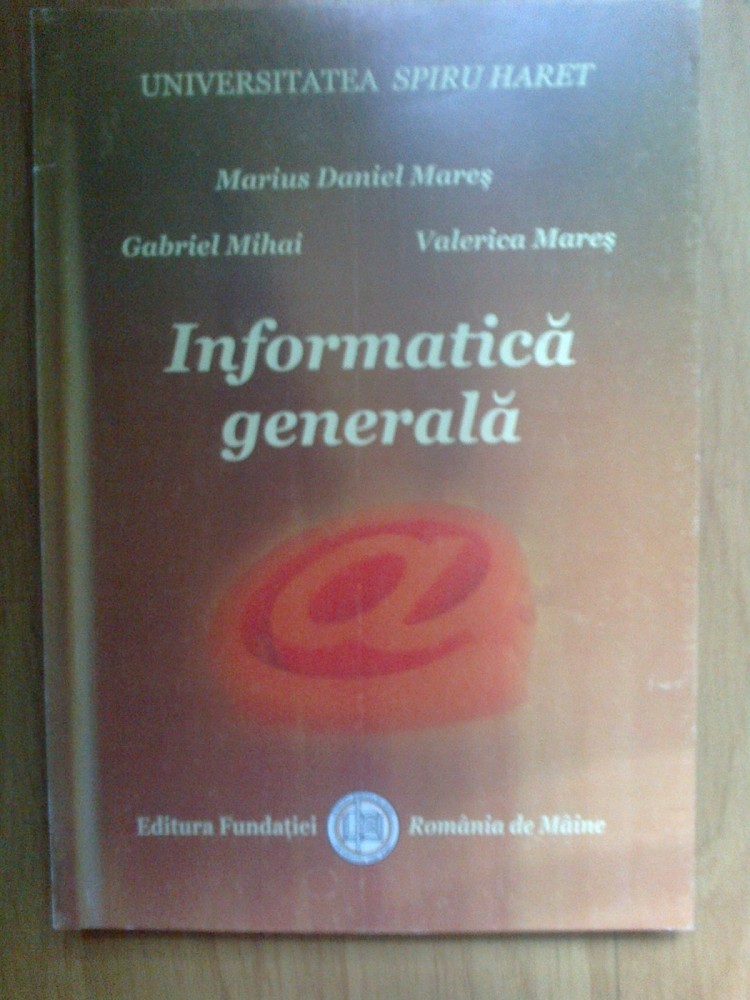 UNIVERSITATEA SPIRU HARET
Marius Daniel Mareş
Gabriel Mihai Valerica Mareş
Informatică
generală
@
Editura Fundaţiei România de Mâine